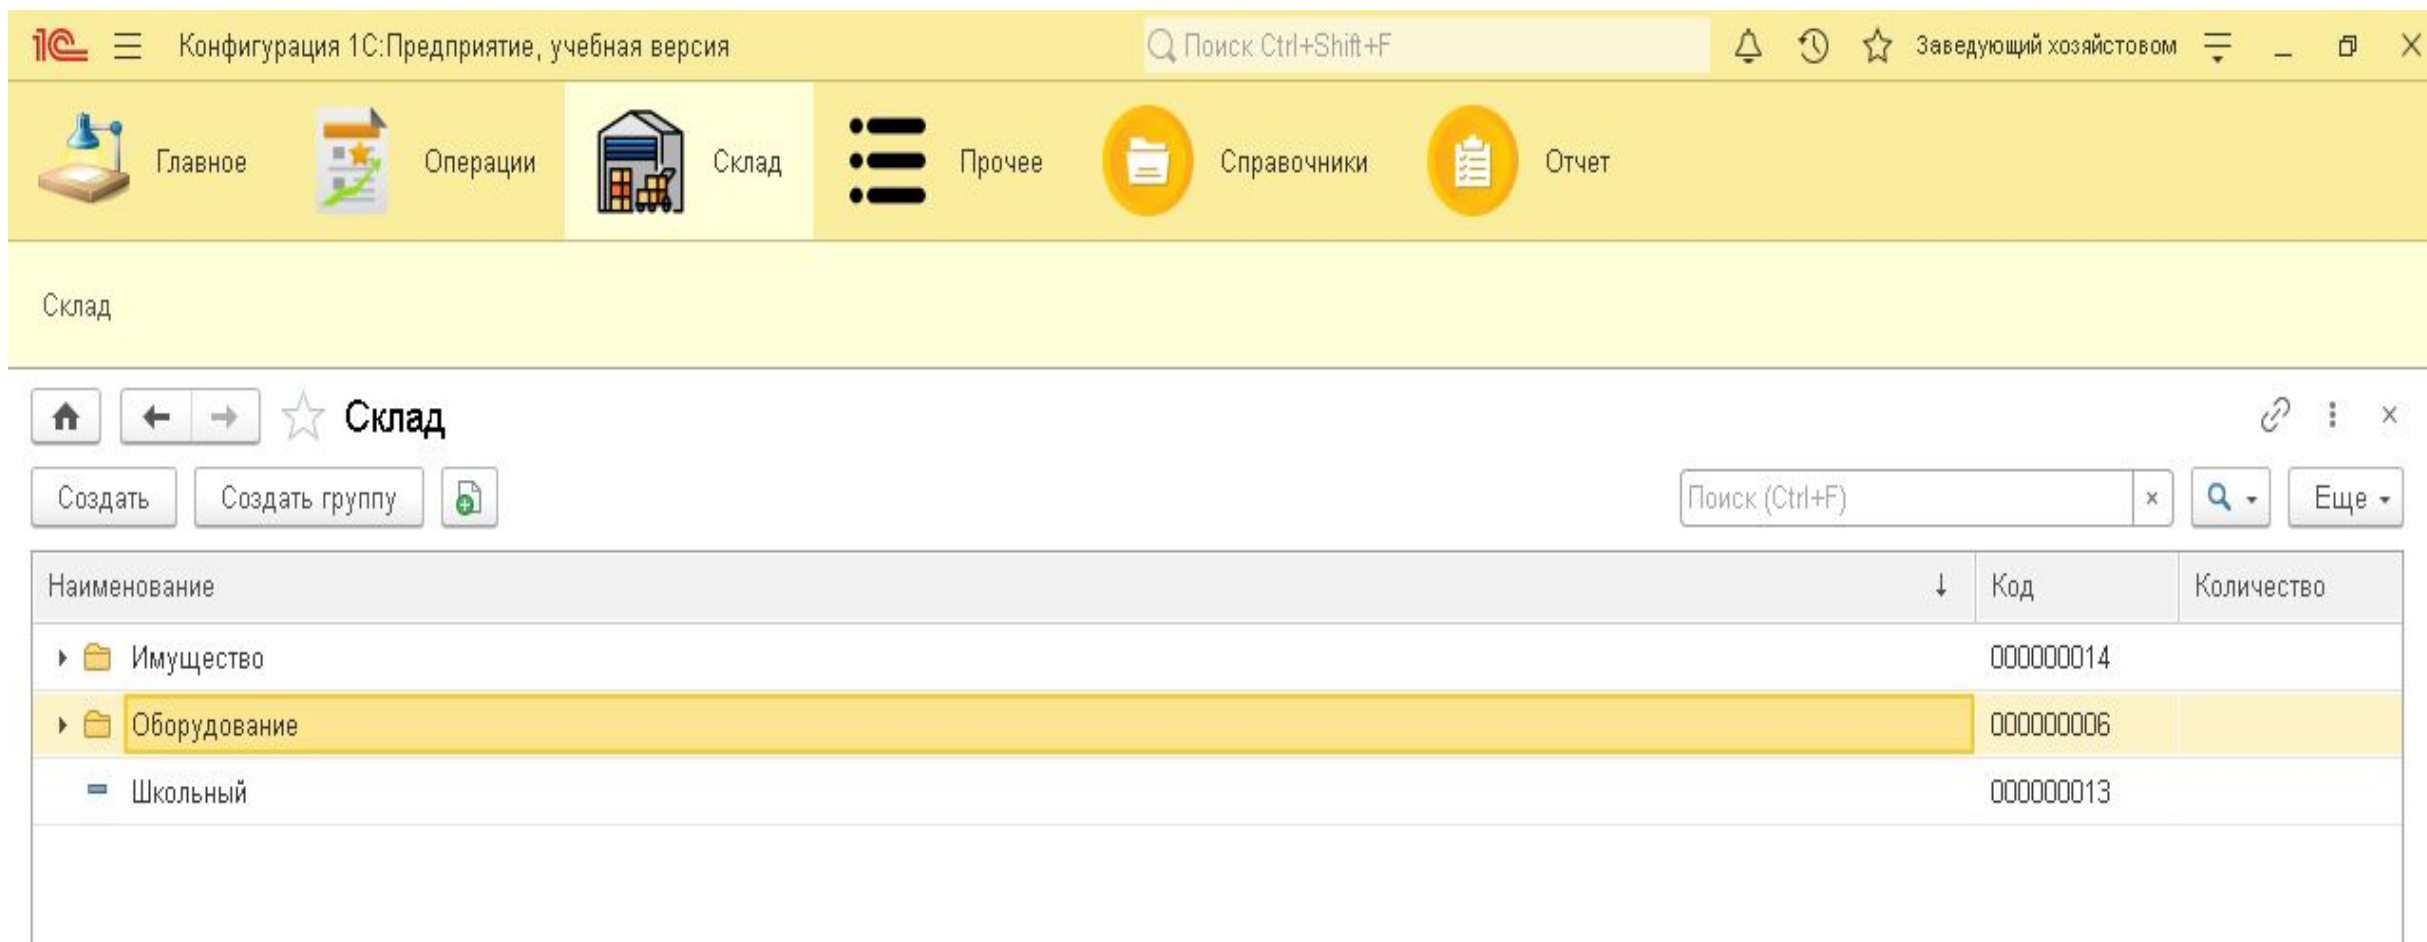 1С Конфигурация 1С:Предприятие, учебная версия Поиск Ctrl+Shift+F Заведующий хозяйстовом
Главное Операции Склад Прочее Справочники Отчет
Склад
Склад
Создать Создать группу Поиск (Ctrl+F) × Еще
Наименование ↓ Код Количество
Имущество 000000014
Оборудование 000000006
Школьный 000000013